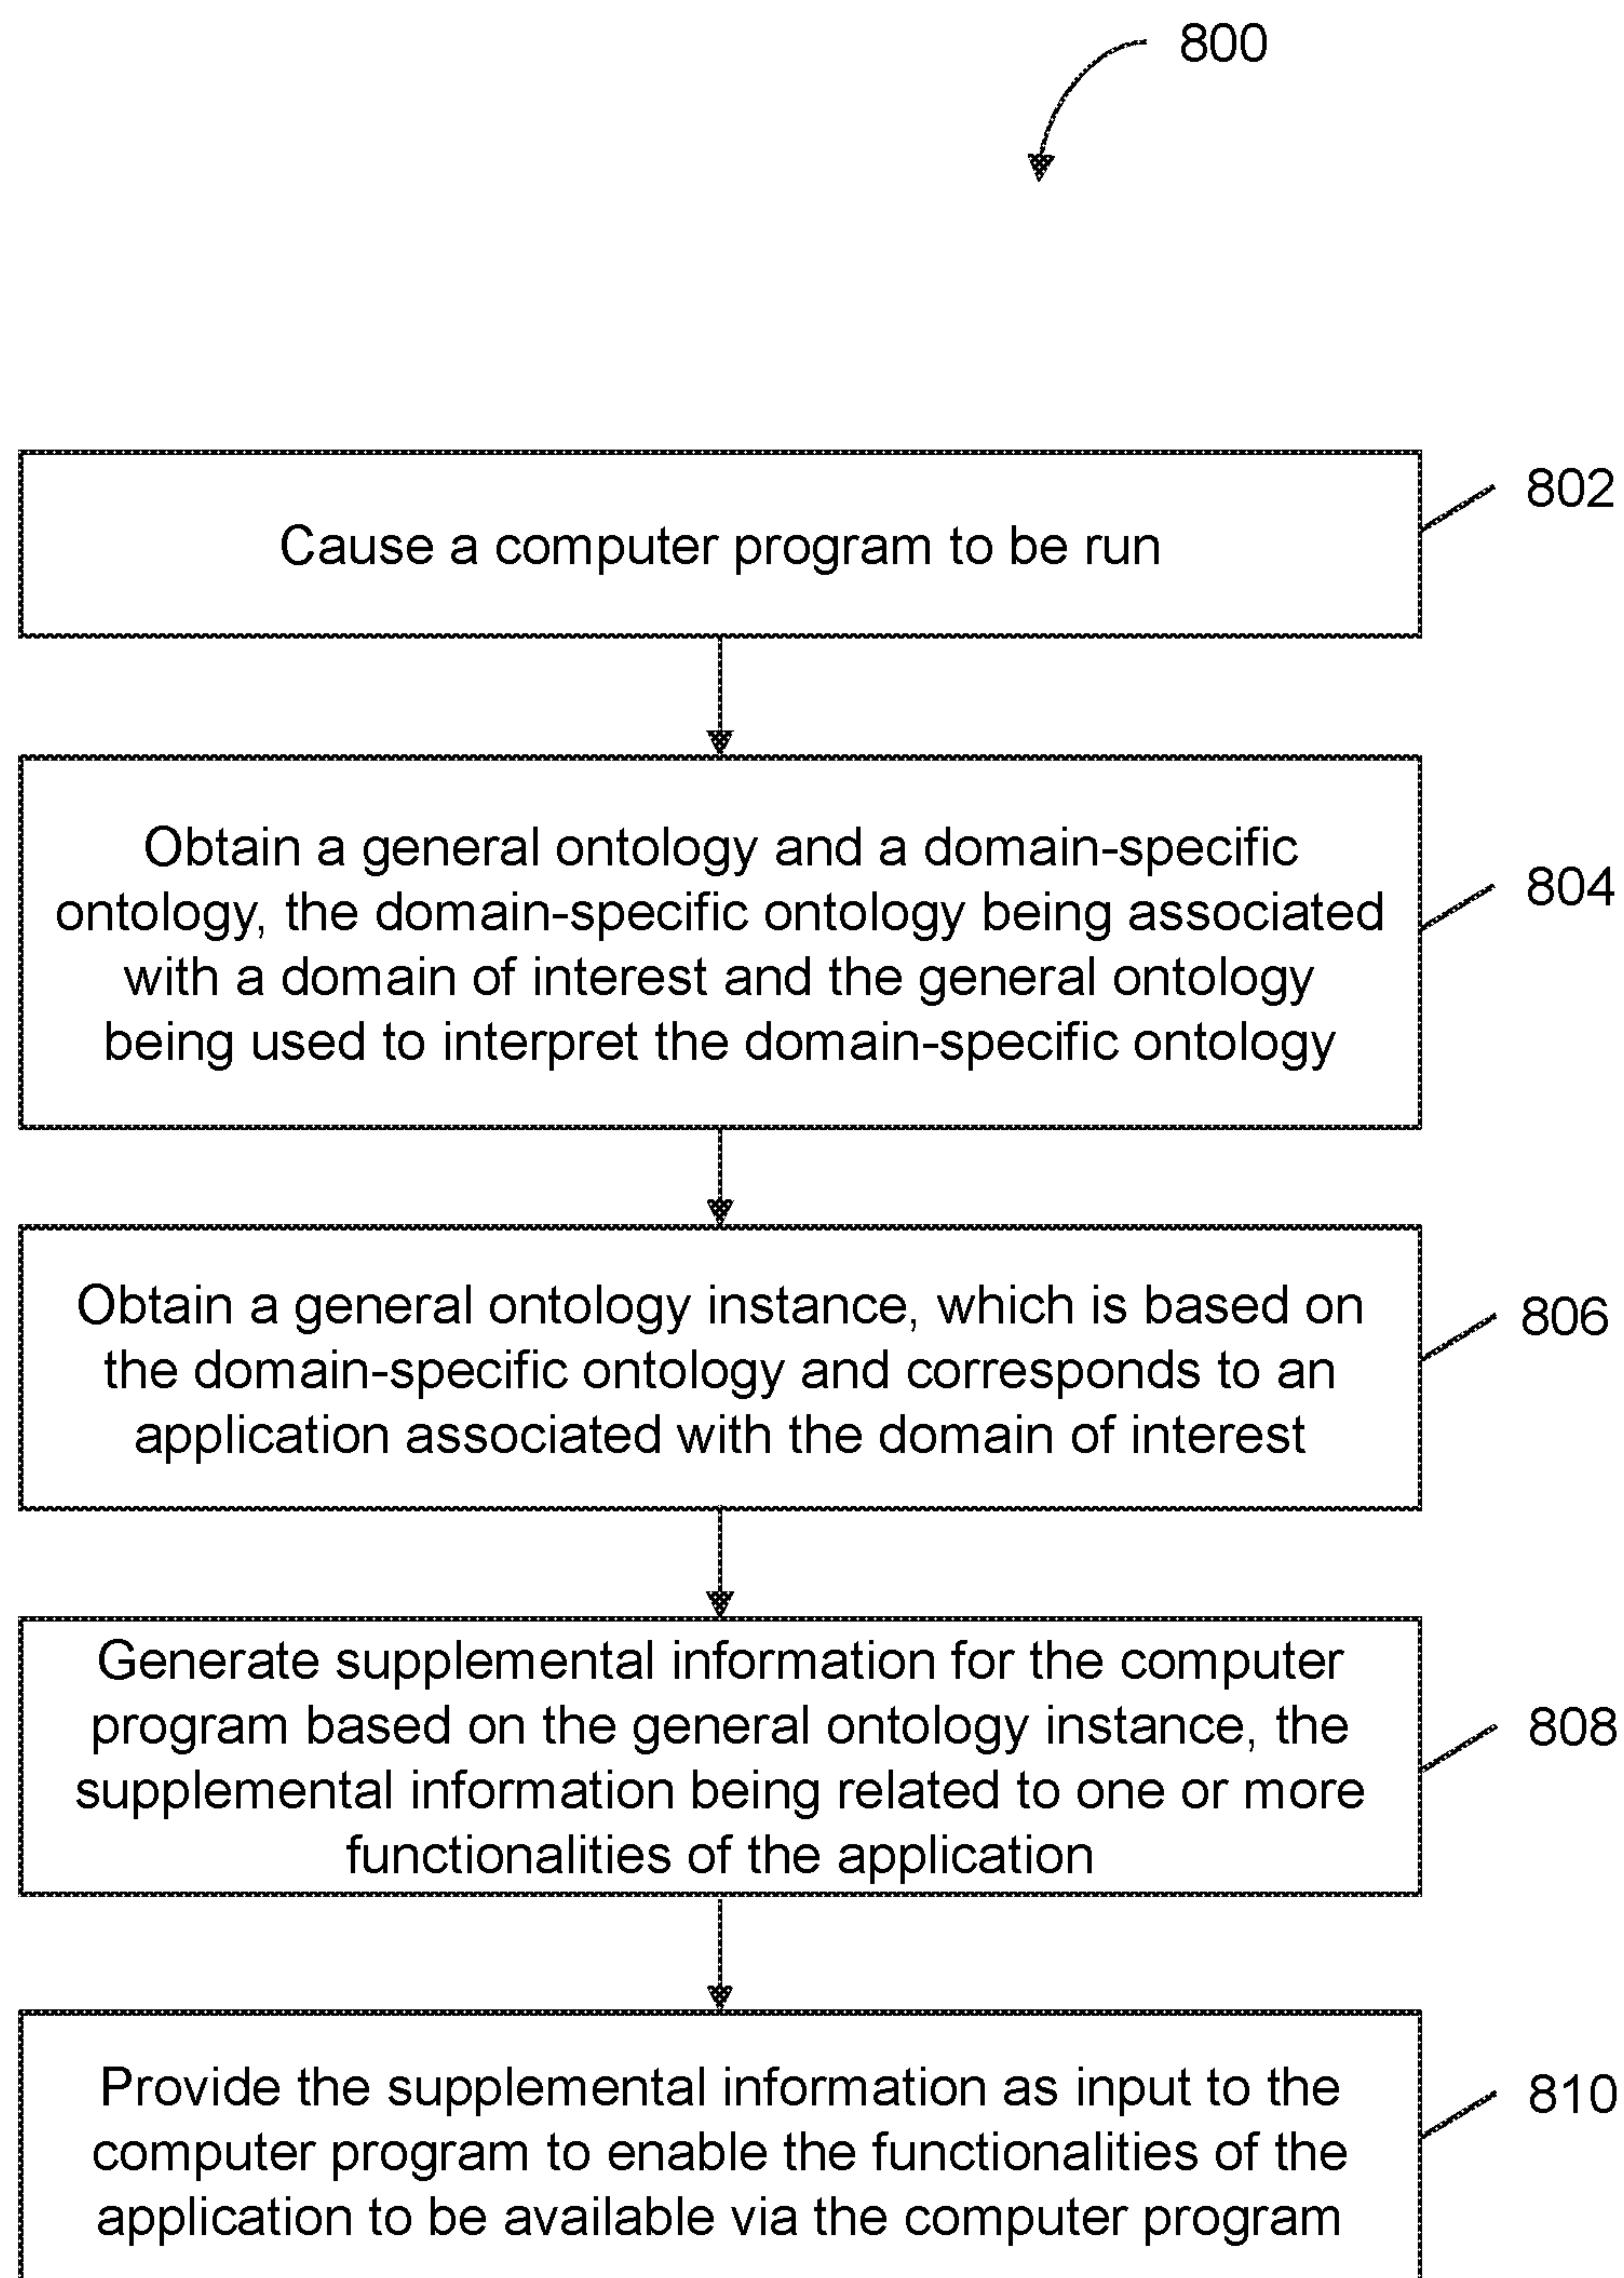 800
802
Cause a computer program to be run
804
Obtain a general ontology and a domain-specific
ontology, the domain-specific ontology being associated
with a domain of interest and the general ontology
being used to interpret the domain-specific ontology
806
Obtain a general ontology instance, which is based on
the domain-specific ontology and corresponds to an
application associated with the domain of interest
808
Generate supplemental information for the computer
program based on the general ontology instance, the
supplemental information being related to one or more
functionalities of the application
810
Provide the supplemental information as input to the
computer program to enable the functionalities of the
application to be available via the computer program